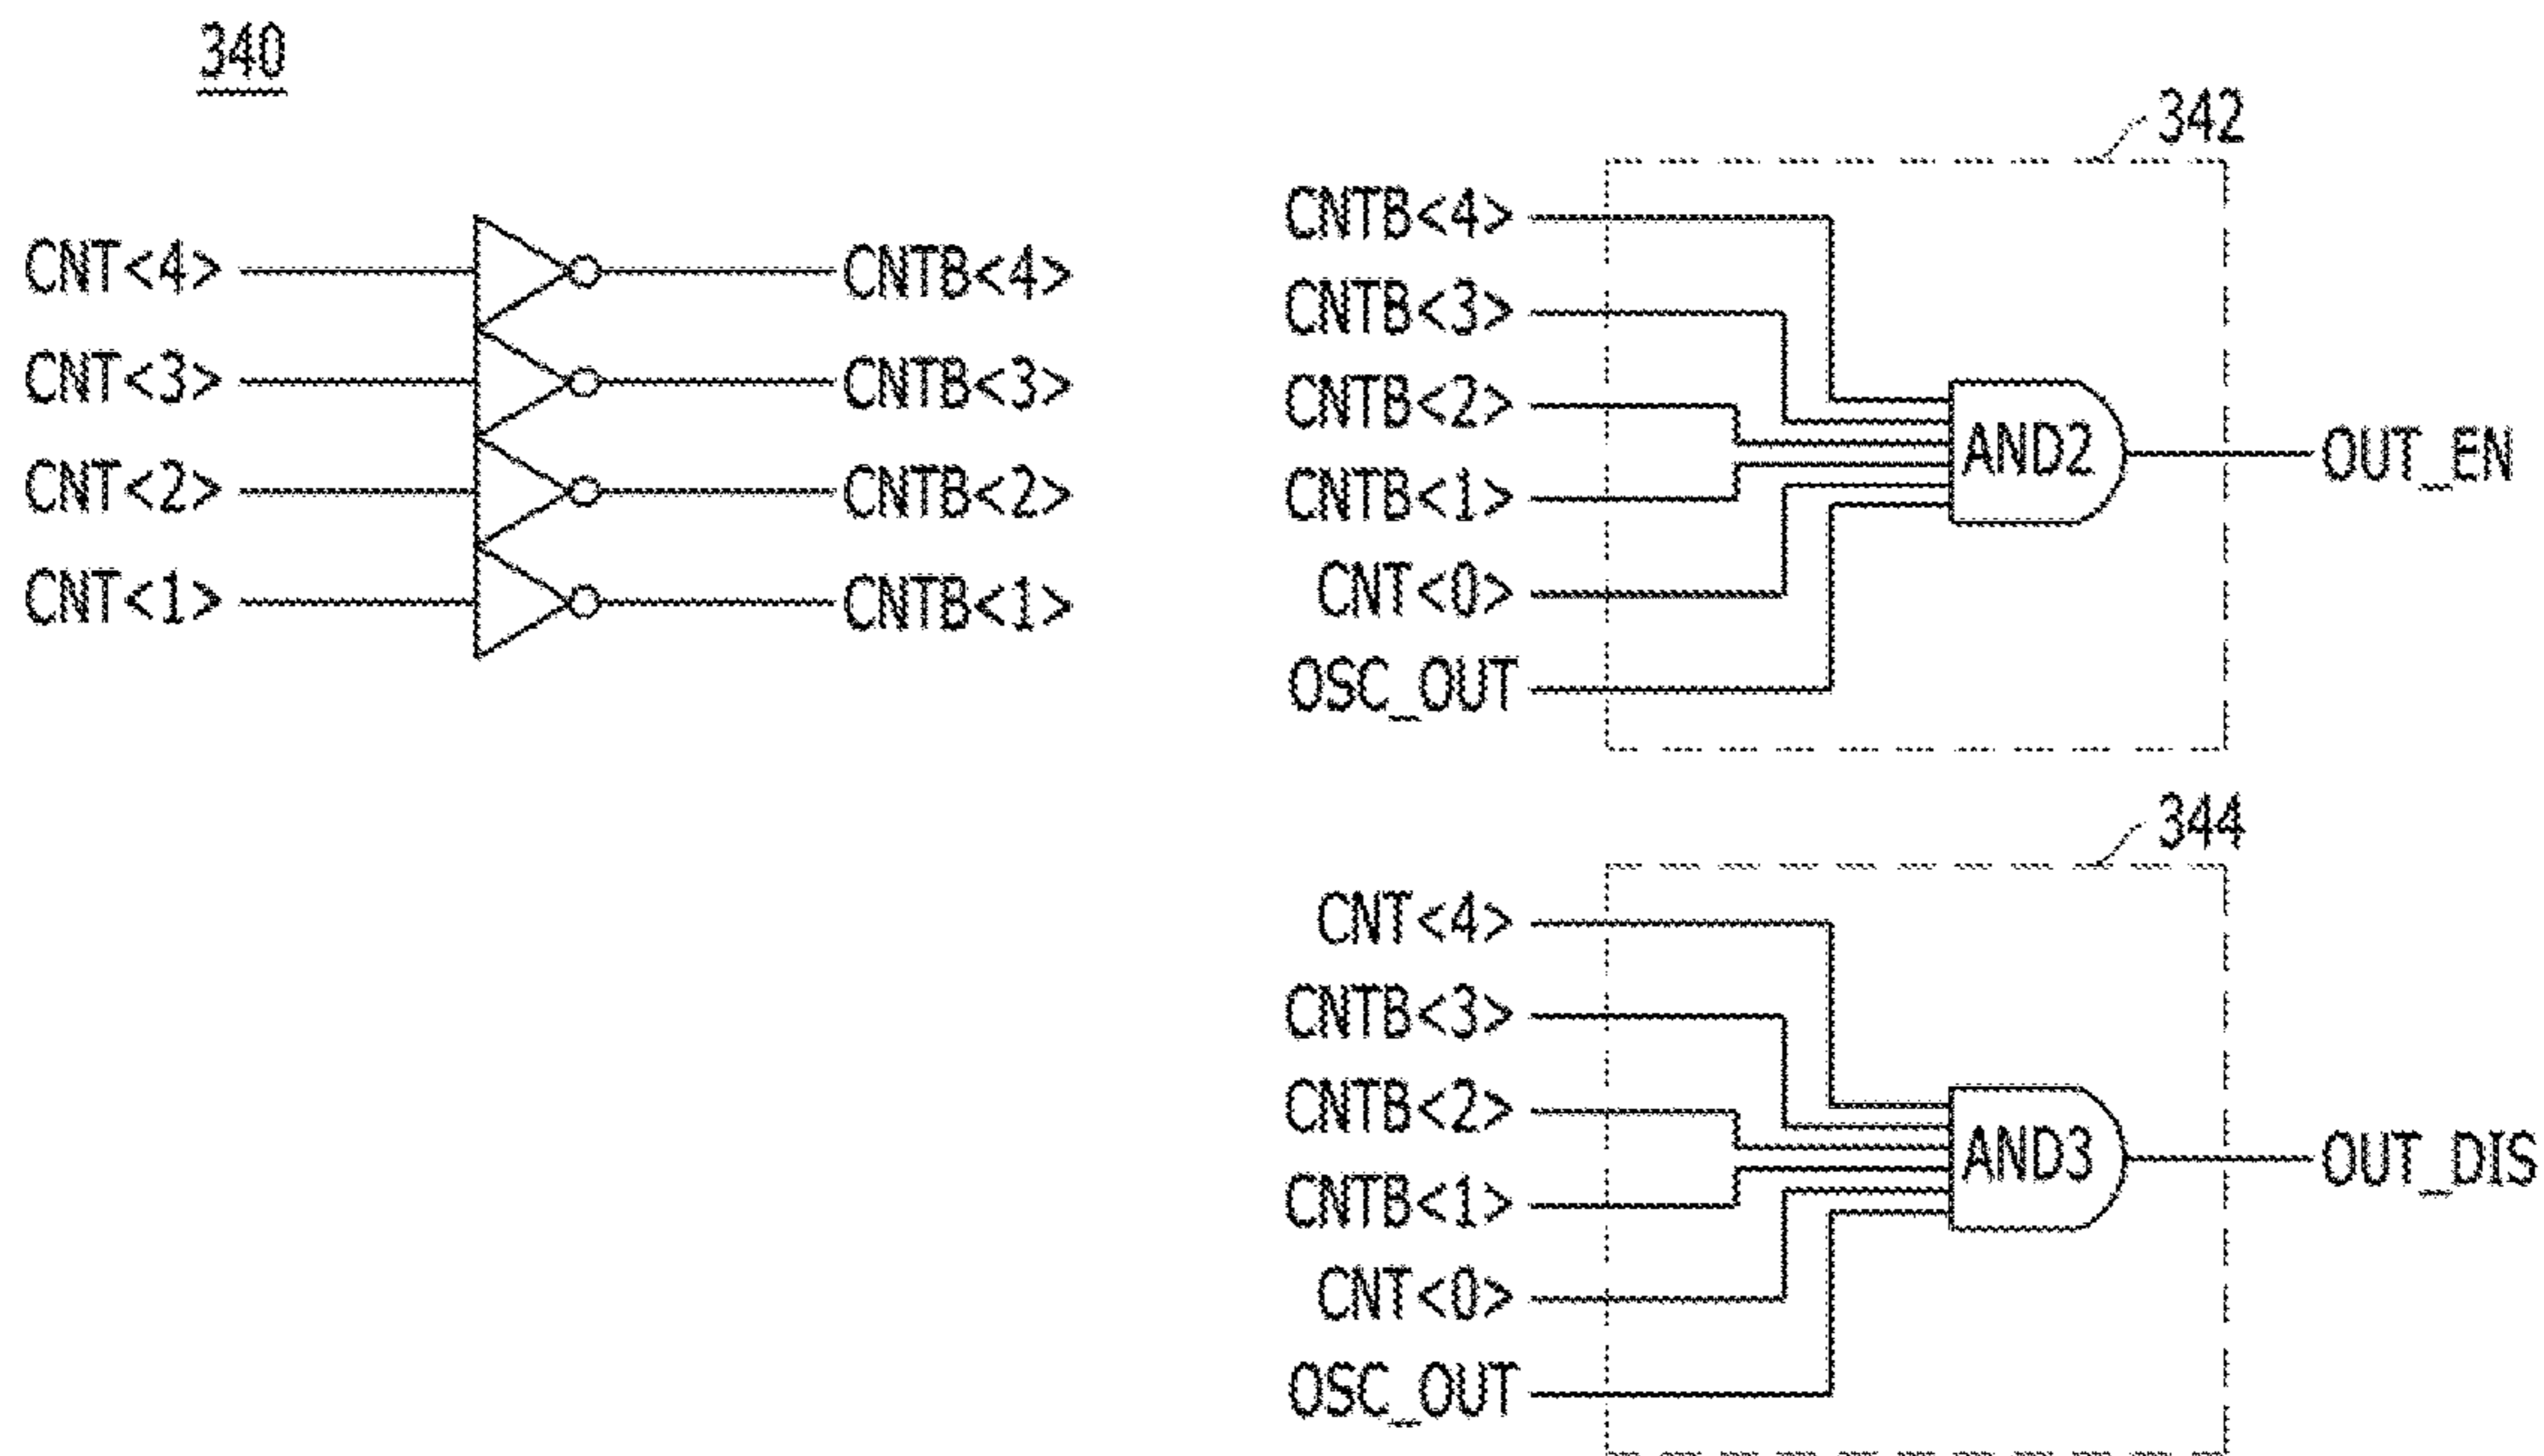 340
CNT<4> CNTB<4>
CNT<3> CNTB<3>
CNT<2> CNTB<2>
CNT<1> CNTB<1>
342
CNTB<4>
CNTB<3>
CNTB<2>
CNTB<1>
CNT<0>
OSC_OUT
AND2
OUT_EN
344
CNT<4>
CNTB<3>
CNTB<2>
CNTB<1>
CNT<0>
OSC_OUT
AND3
OUT_DIS